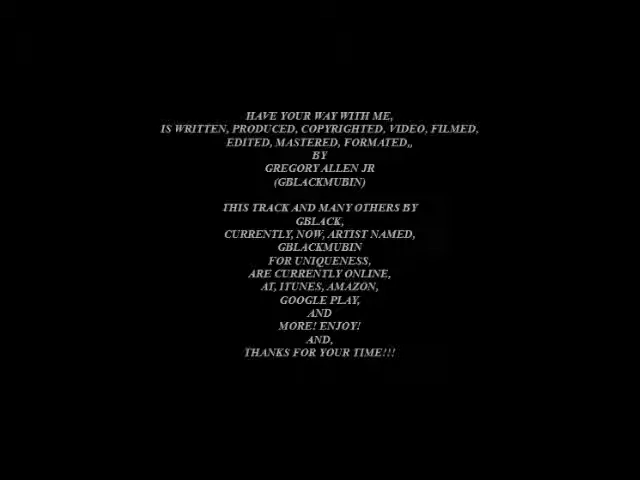 HAVE YOUR WAY WITH ME,
IS WRITTEN, PRODUCED, COPYRIGHTED, VIDEO, FILMED,
EDITED, MASTERED, FORMATED,,
BY
GREGORY ALLEN JR
(GBLACKMUBIN)
THIS TRACK AND MANY OTHERS BY
GBLACK,
CURRENTLY, NOW, ARTIST NAMED,
GBLACKMUBIN
FOR UNIQUENESS,
ARE CURRENTLY ONLINE,
AT, ITUNES, AMAZON,
GOOGLE PLAY,
AND
MORE! ENJOY!
AND,
THANKS FOR YOUR TIME!!!